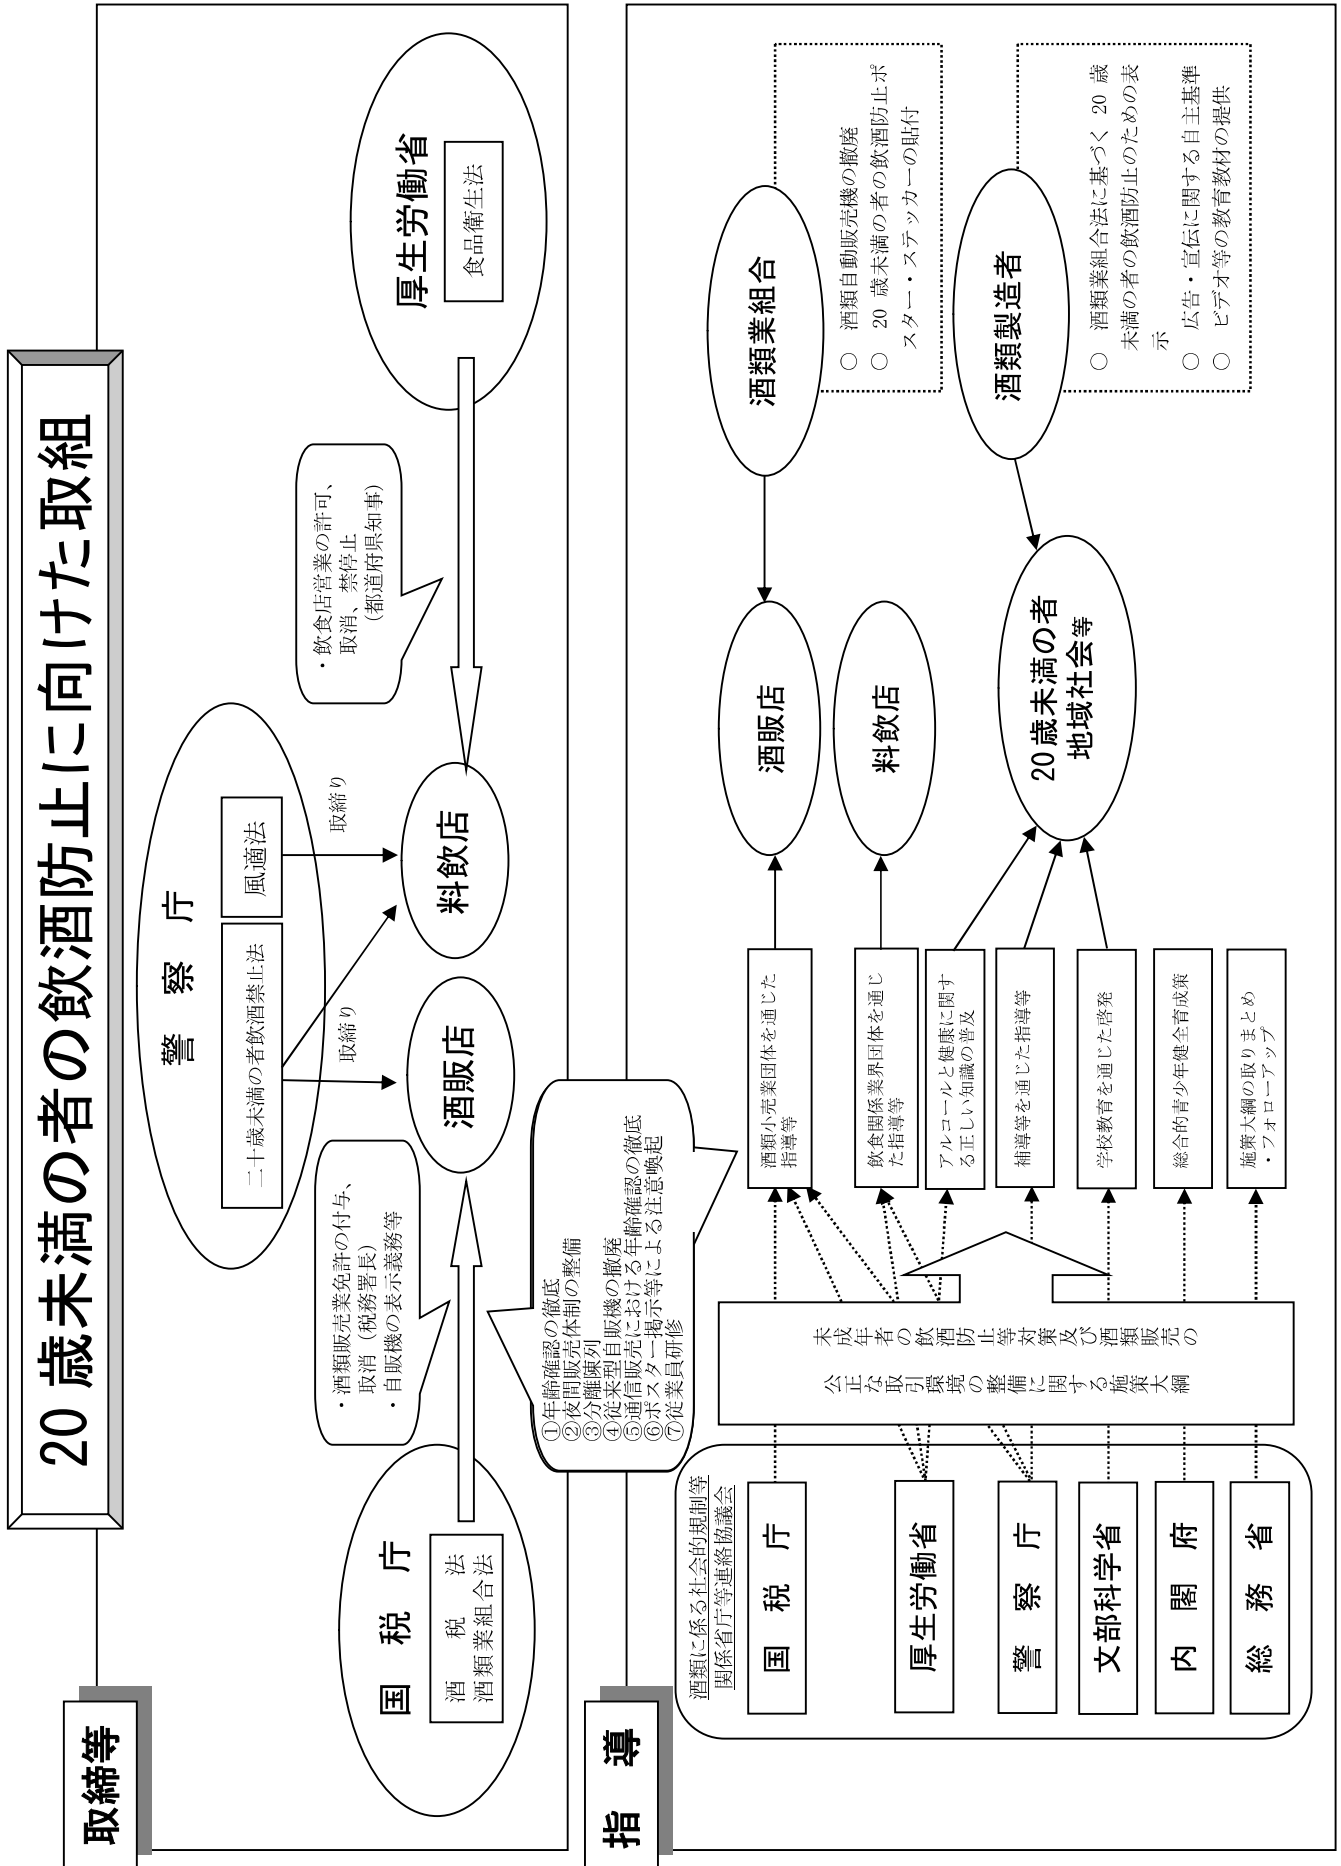 20 歳未満の者の飲酒防止に向けた取組
取締等
警 察 庁
二十歳未満の者飲酒禁止法
風適法
取締り
取締り
国 税 庁
酒 税 法
酒類業組合法
・酒類販売業免許の付与、
取消（税務署長）
・自販機の表示義務等
酒販店
料飲店
・飲食店営業の許可、
取消、禁停止
(都道府県知事)
厚生労働省
食品衛生法
①年齢確認の徹底
②夜間販売体制の整備
③分離陳列
④従来型自販機の撤廃
⑤通信販売における年齢確認の徹底
⑥ポスター掲示等による注意喚起
⑦従業員研修
指 導
酒類に係る社会的規制等
関係省庁等連絡協議会
国 税 庁
厚生労働省
警 察 庁
文部科学省
内 閣 府
総 務 省
未成年者の飲酒防止等対策及び酒類販売の
公正な取引環境の整備に関する施策大綱
酒類小売業団体を通じた
指導等
飲食関係業界団体を通じ
た指導等
アルコールと健康に関す
る正しい知識の普及
補導等を通じた指導等
学校教育を通じた啓発
総合的青少年健全育成策
施策大綱の取りまとめ
・フォローアップ
酒販店
料飲店
20 歳未満の者
地域社会等
酒類業組合
○ 酒類自動販売機の撤廃
○ 20 歳未満の者の飲酒防止ポ
スター・ステッカーの貼付
酒類製造者
○ 酒類業組合法に基づく 20 歳
未満の者の飲酒防止のための表
示
○ 広告・宣伝に関する自主基準
○ ビデオ等の教育教材の提供